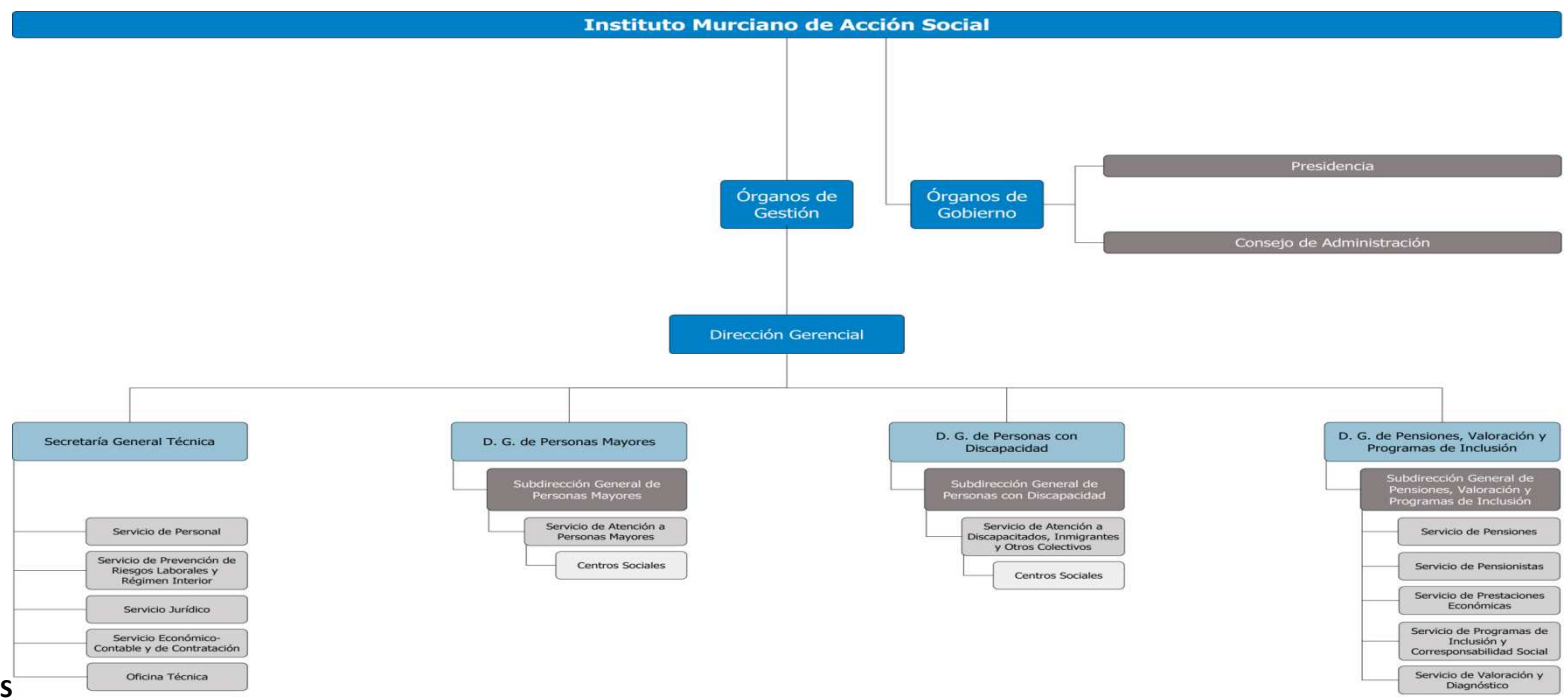 Instituto Murciano de Acción Social
Presidencia
Órganos de
Gestión
Órganos de
Gobierno
Consejo de Administración
Dirección Gerencial
Secretaría General Técnica
Servicio de Personal
Servicio de Prevención de
Riesgos Laborales y
Régimen Interior
Servicio Jurídico
Servicio Económico-
Contable y de Contratación
Oficina Técnica
D. G. de Personas Mayores
Subdirección General de
Personas Mayores
Servicio de Atención a
Personas Mayores
Centros Sociales
D. G. de Personas con
Discapacidad
Subdirección General de
Personas con Discapacidad
Servicio de Atención a
Discapacitados, Inmigrantes
y Otros Colectivos
Centros Sociales
D. G. de Pensiones, Valoración y
Programas de Inclusión
Subdirección General de
Pensiones, Valoración y
Programas de Inclusión
Servicio de Pensiones
Servicio de Pensionistas
Servicio de Prestaciones
Económicas
Servicio de Programas de
Inclusión y
Corresponsabilidad Social
Servicio de Valoración y
Diagnóstico
s